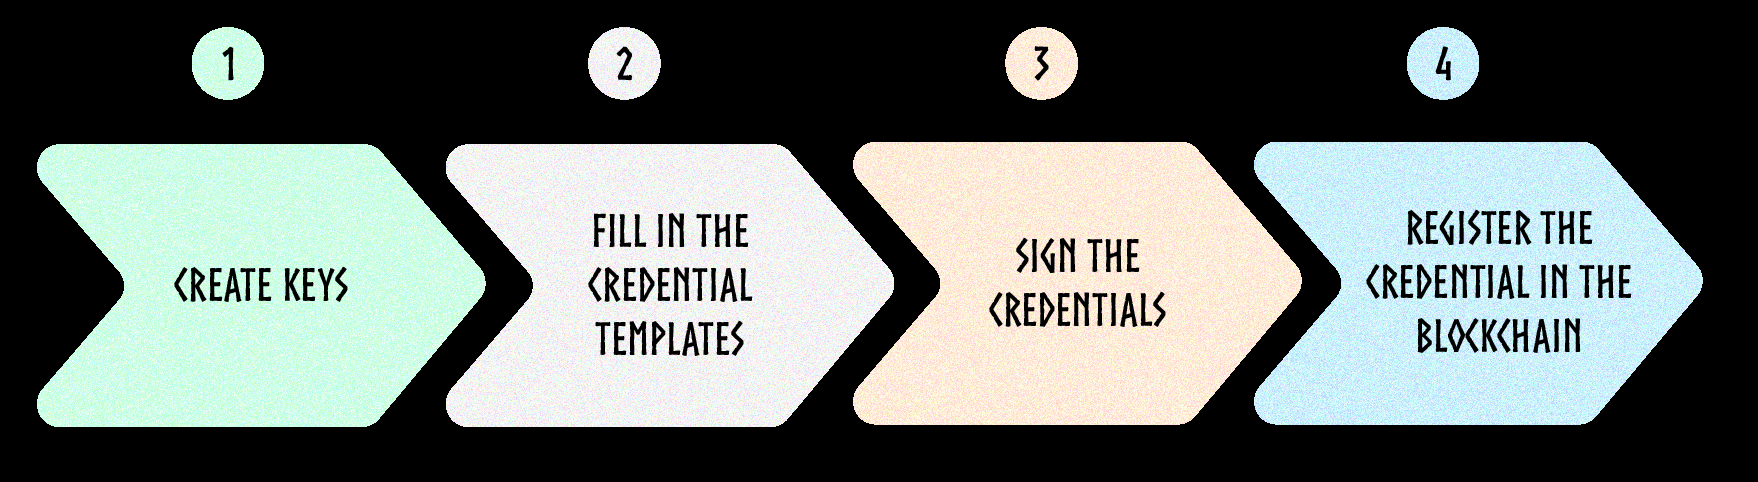 1
2
3
4
CREATE KEYS
FILL IN THE
CREDENTIAL
TEMPLATES
SIGN THE
CREDENTIALS
REGISTER THE
CREDENTIAL IN THE
BLOCKCHAIN